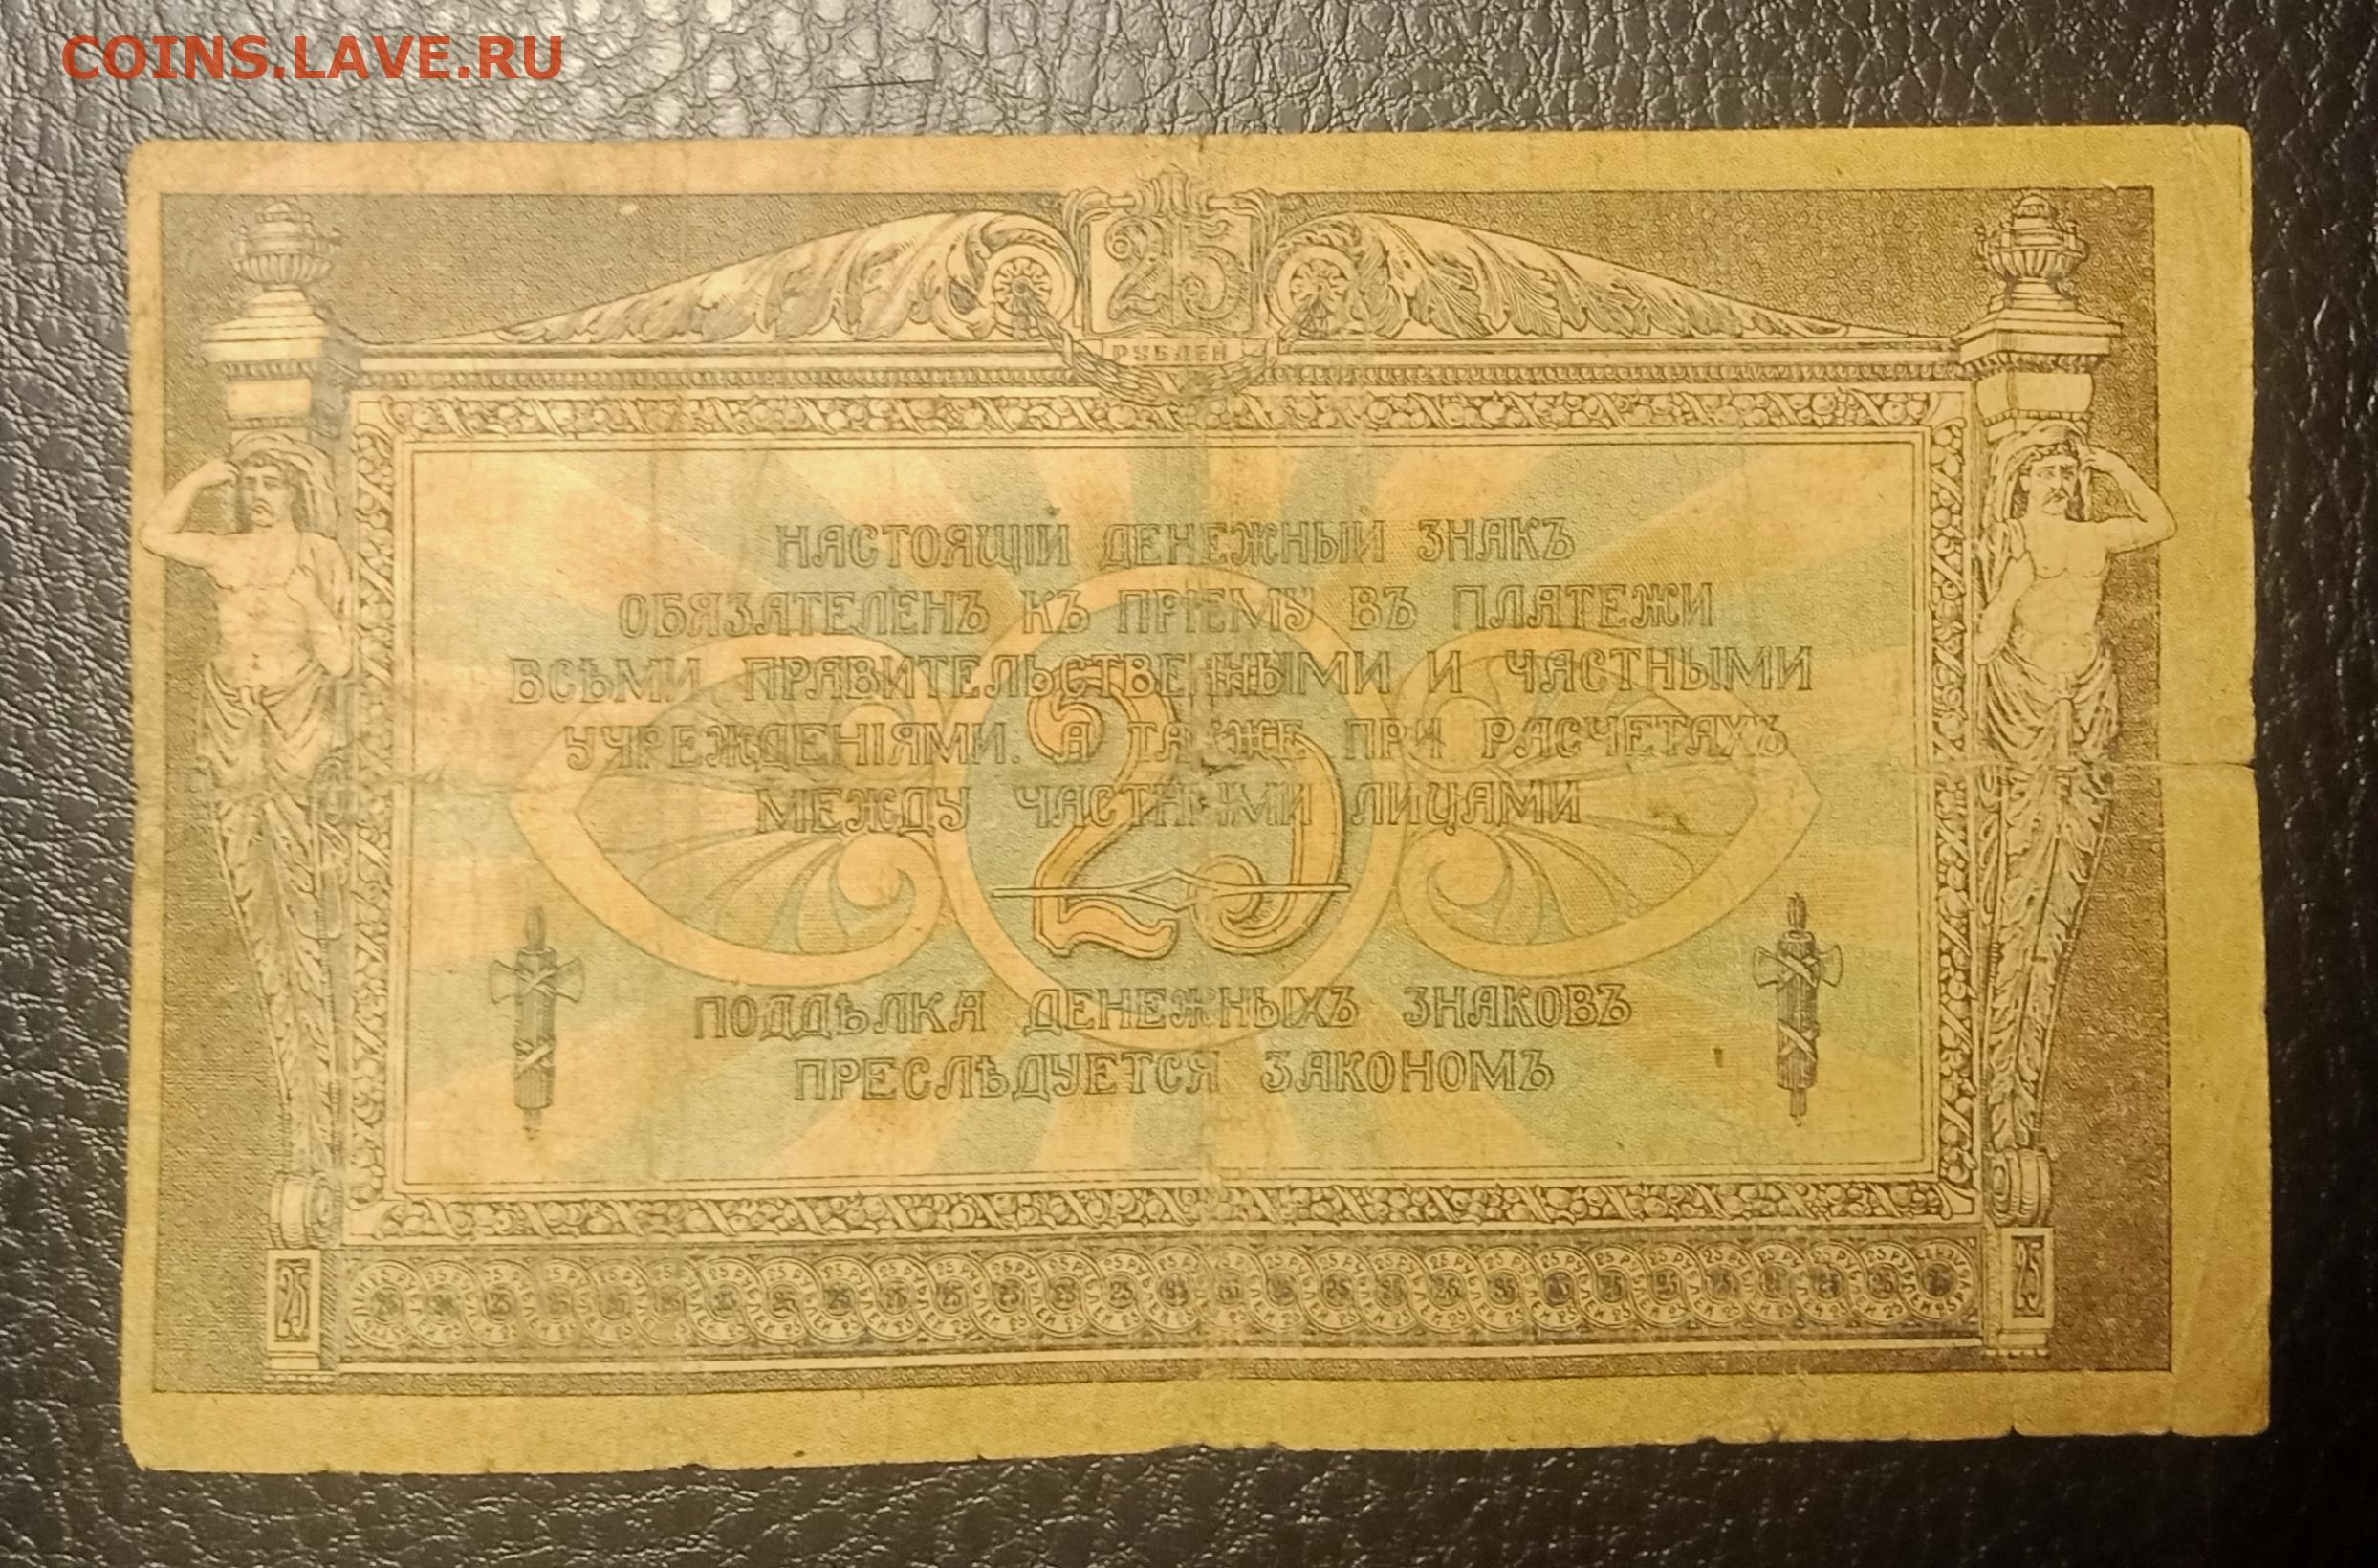 COINS.LAVE.RU
25
РУБЛЕЙ
НАСТОЯЩІЙ ДЕНЕЖНЫЙ ЗНАКЪ
ОБЯЗАТЕЛЕНЪ КЪ ПРІЕМУ ВЪ ПЛАТЕЖИ
ВСѢМИ ПРАВИТЕЛЬСТВЕННЫМИ И ЧАСТНЫМИ
УЧРЕЖДЕНІЯМИ. А ТАКЖЕ ПРИ РАСЧЕТАХЪ
МЕЖДУ ЧАСТНЫМИ ЛИЦАМИ
25
ПОДДѢЛКА ДЕНЕЖНЫХЪ ЗНАКОВЪ
ПРЕСЛѢДУЕТСЯ ЗАКОНОМЪ
25
25